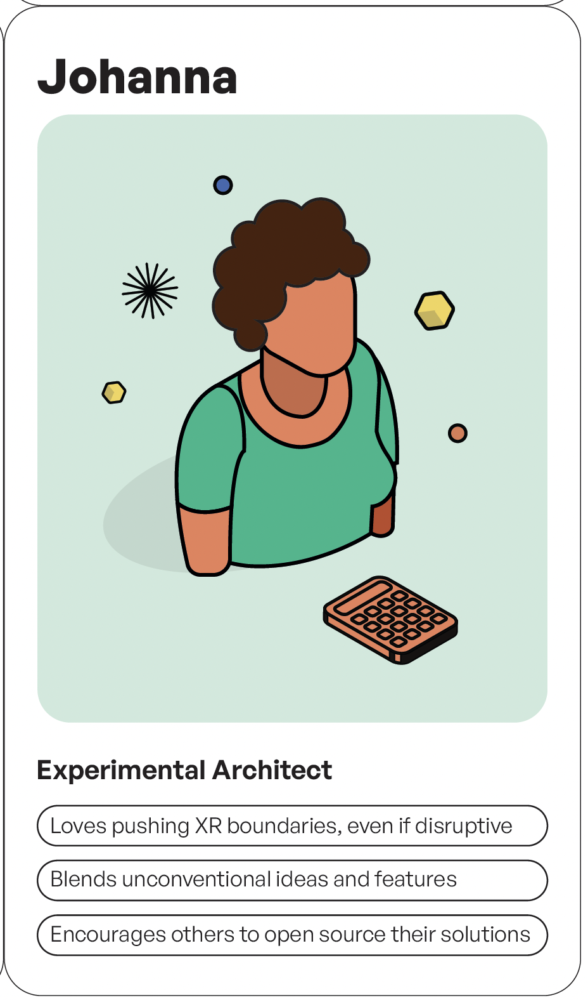 Johanna
Experimental Architect
Loves pushing XR boundaries, even if disruptive
Blends unconventional ideas and features
Encourages others to open source their solutions